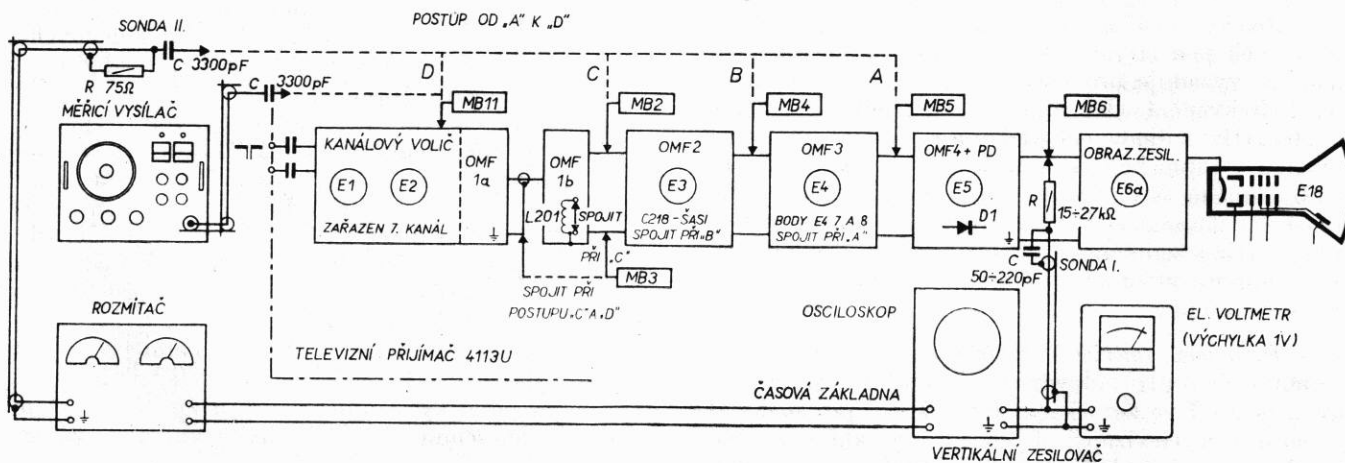 POSTUP OD „A" K „D"
SONDA II.
C 3300pF
R 75Ω
C 3300pF
D
C
B
A
MĚŘICÍ VYSÍLAČ
MB11
MB2
MB4
MB5
MB6
KANÁLOVÝ VOLIČ
E1
E2
ZAŘAZEN 7. KANÁL
OMF
1a
OMF
1b
L201
SPOJIT
PŘI „C"
OMF2
E3
C218-ŠASI
SPOJIT PŘI „B"
OMF3
E4
BODY E4 7 A 8
SPOJIT PŘI „A"
OMF4+ PD
E5
D1
R
15÷27kΩ
OBRAZ. ZESIL.
E6a
E18
MB3
SPOJIT PŘI
POSTUPU „C" A „D"
C
50÷220pF
SONDA I.
ROZMÍTAČ
OSCILOSKOP
EL. VOLTMETR
(VÝCHYLKA 1V)
TELEVIZNÍ PŘIJÍMAČ 4113U
ČASOVÁ ZÁKLADNA
VERTIKÁLNÍ ZESILOVAČ